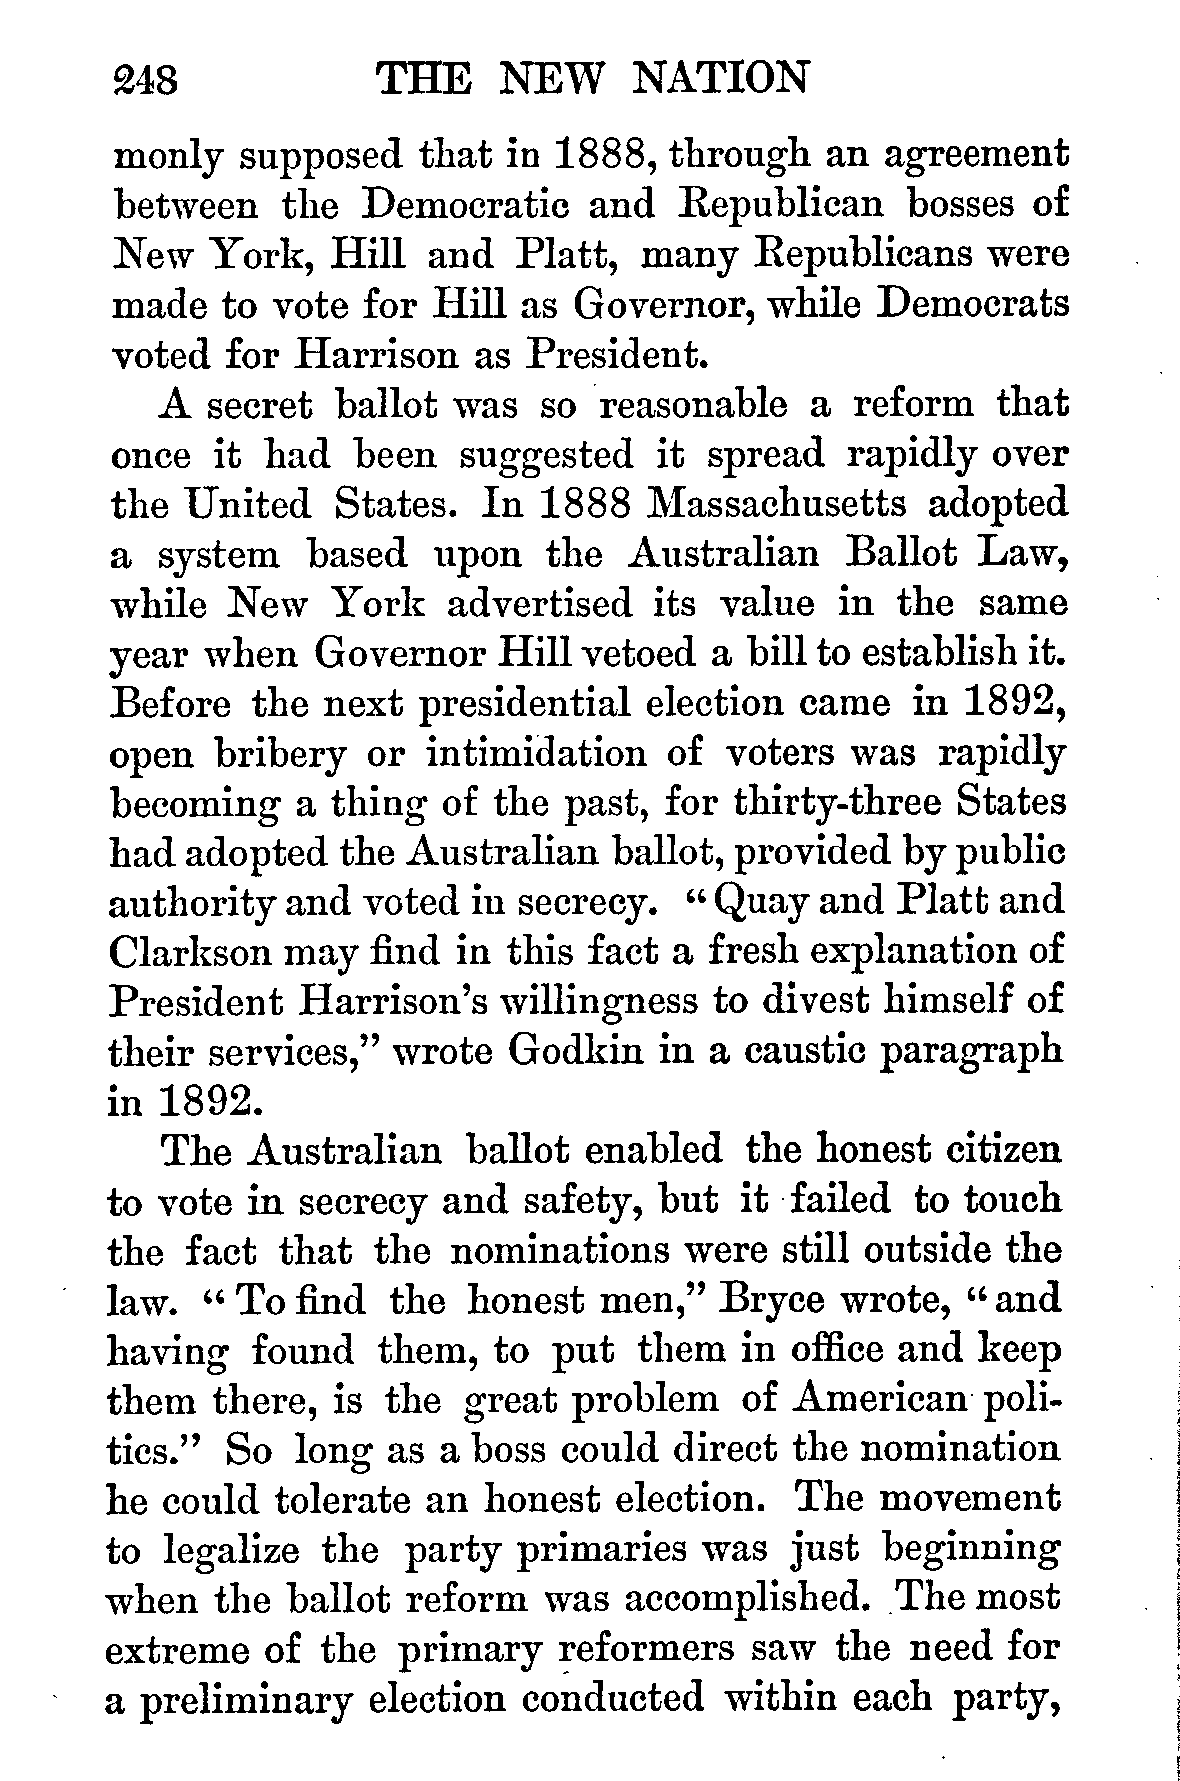 248 THE NEW NATION
monly supposed that in 1888, through an agreement
between the Democratic and Republican bosses of
New York, Hill and Platt, many Republicans were
made to vote for Hill as Governor, while Democrats
voted for Harrison as President.
A secret ballot was so reasonable a reform that
once it had been suggested it spread rapidly over
the United States. In 1888 Massachusetts adopted
a system based upon the Australian Ballot Law,
while New York advertised its value in the same
year when Governor Hill vetoed a bill to establish it.
Before the next presidential election came in 1892,
open bribery or intimidation of voters was rapidly
becoming a thing of the past, for thirty-three States
had adopted the Australian ballot, provided by public
authority and voted in secrecy. “Quay and Platt and
Clarkson may find in this fact a fresh explanation of
President Harrison’s willingness to divest himself of
their services,” wrote Godkin in a caustic paragraph
in 1892.
The Australian ballot enabled the honest citizen
to vote in secrecy and safety, but it failed to touch
the fact that the nominations were still outside the
law. “To find the honest men,” Bryce wrote, “and
having found them, to put them in office and keep
them there, is the great problem of American poli-
tics.” So long as a boss could direct the nomination
he could tolerate an honest election. The movement
to legalize the party primaries was just beginning
when the ballot reform was accomplished. The most
extreme of the primary reformers saw the need for
a preliminary election conducted within each party,